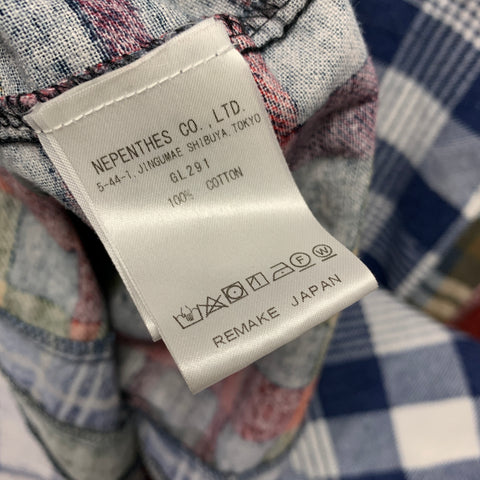 NEPENTHES CO., LTD.
5-44-1, JINGUMAE SHIBUYA, TOKYO
GL291
100% COTTON
F W
REMAKE JAPAN